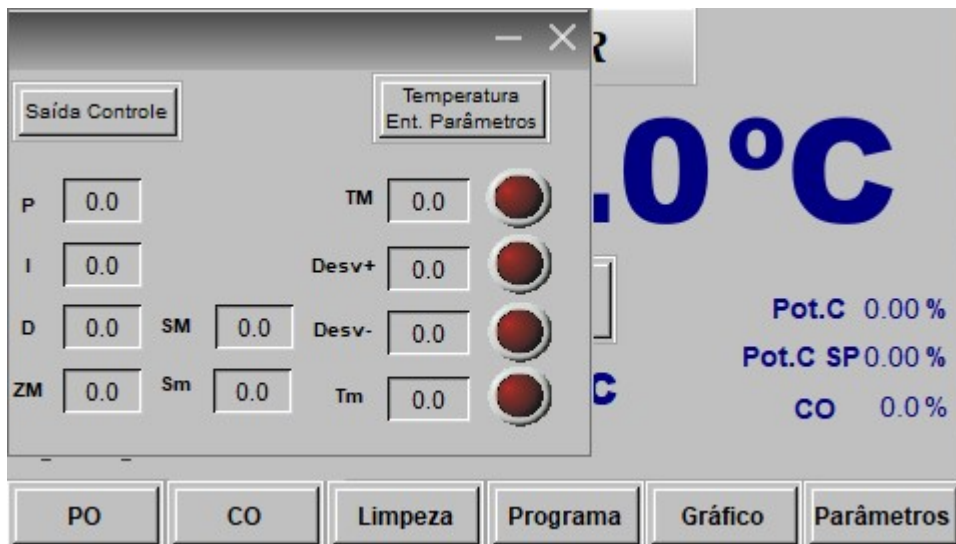 Saída Controle
Temperatura
Ent. Parâmetros
P 0.0
TM 0.0
I 0.0
Desv+ 0.0
D 0.0
SM 0.0
Desv- 0.0
ZM 0.0
Sm 0.0
Tm 0.0
R
.0ºC
Pot.C 0.00 %
Pot.C SP 0.00 %
C
CO 0.0 %
PO
CO
Limpeza
Programa
Gráfico
Parâmetros